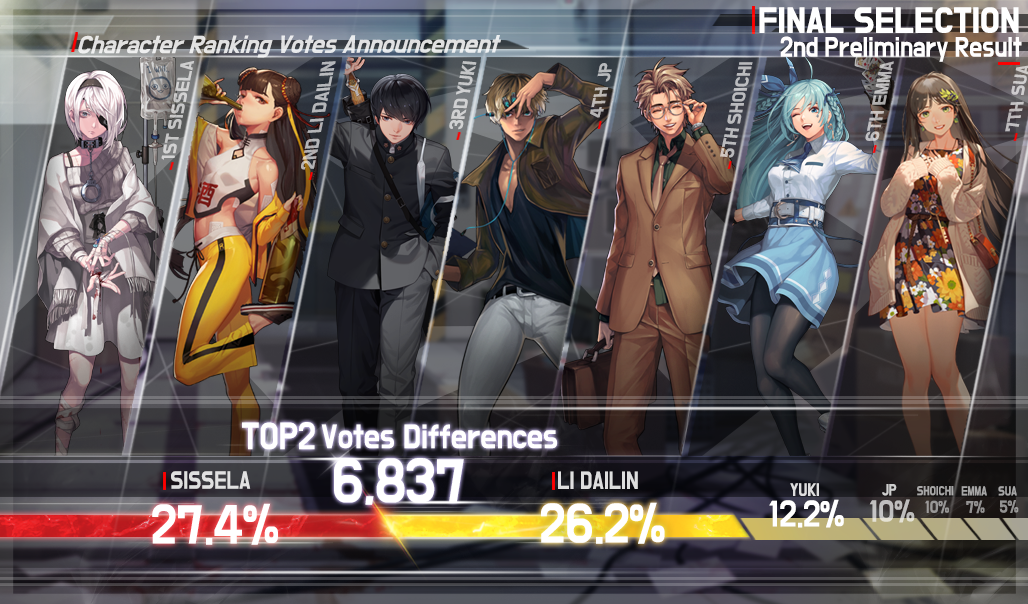 FINAL SELECTION
2nd Preliminary Result
Character Ranking Votes Announcement
1ST SISSELA
2ND LI DAILIN
3RD YUKI
4TH JP
5TH SHOICHI
6TH EMMA
7TH SUA
酒
TOP2 Votes Differences
6,837
SISSELA
27.4%
LI DAILIN
26.2%
YUKI
12.2%
JP
10%
SHOICHI
10%
EMMA
7%
SUA
5%